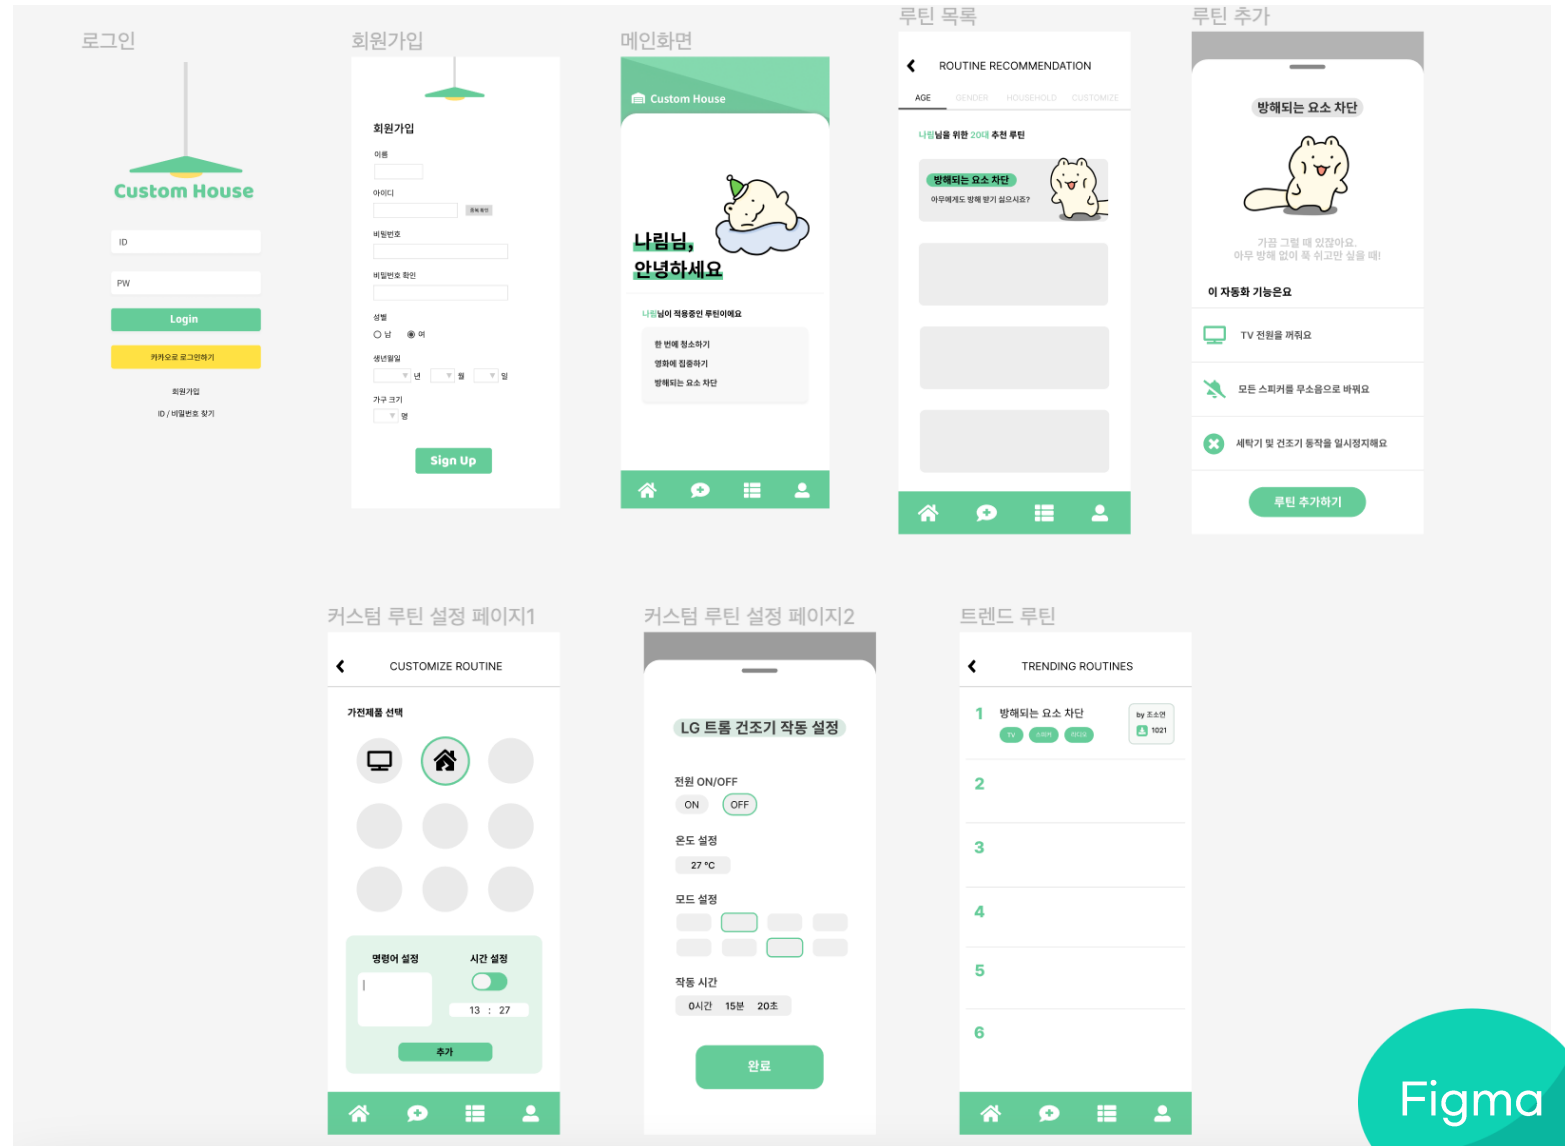 로그인
Custom House
ID
PW
Login
카카오로 로그인하기
회원가입
ID / 비밀번호 찾기
회원가입
회원가입
이름
아이디
중복 확인
비밀번호
비밀번호 확인
성별
남 여
생년월일
년 월 일
가구 크기
명
Sign Up
메인화면
Custom House
나림님,
안녕하세요
나림님이 적용중인 루틴이에요
한 번에 청소하기
영화에 집중하기
방해되는 요소 차단
루틴 목록
ROUTINE RECOMMENDATION
AGE GENDER HOUSEHOLD CUSTOMIZE
나림님을 위한 20대 추천 루틴
방해되는 요소 차단
아무에게도 방해 받기 싫으시죠?
루틴 추가
방해되는 요소 차단
가끔 그럴 때 있잖아요.
아무 방해 없이 푹 쉬고만 싶을 때!
이 자동화 기능은요
TV 전원을 꺼줘요
모든 스피커를 무소음으로 바꿔요
세탁기 및 건조기 동작을 일시정지해요
루틴 추가하기
커스텀 루틴 설정 페이지1
CUSTOMIZE ROUTINE
가전제품 선택
명령어 설정
시간 설정
13 : 27
추가
커스텀 루틴 설정 페이지2
LG 트롬 건조기 작동 설정
전원 ON/OFF
ON OFF
온도 설정
27 °C
모드 설정
작동 시간
0시간 15분 20초
완료
트렌드 루틴
TRENDING ROUTINES
1 방해되는 요소 차단
TV 스피커
by 조소연
1021
2
3
4
5
6
Figma